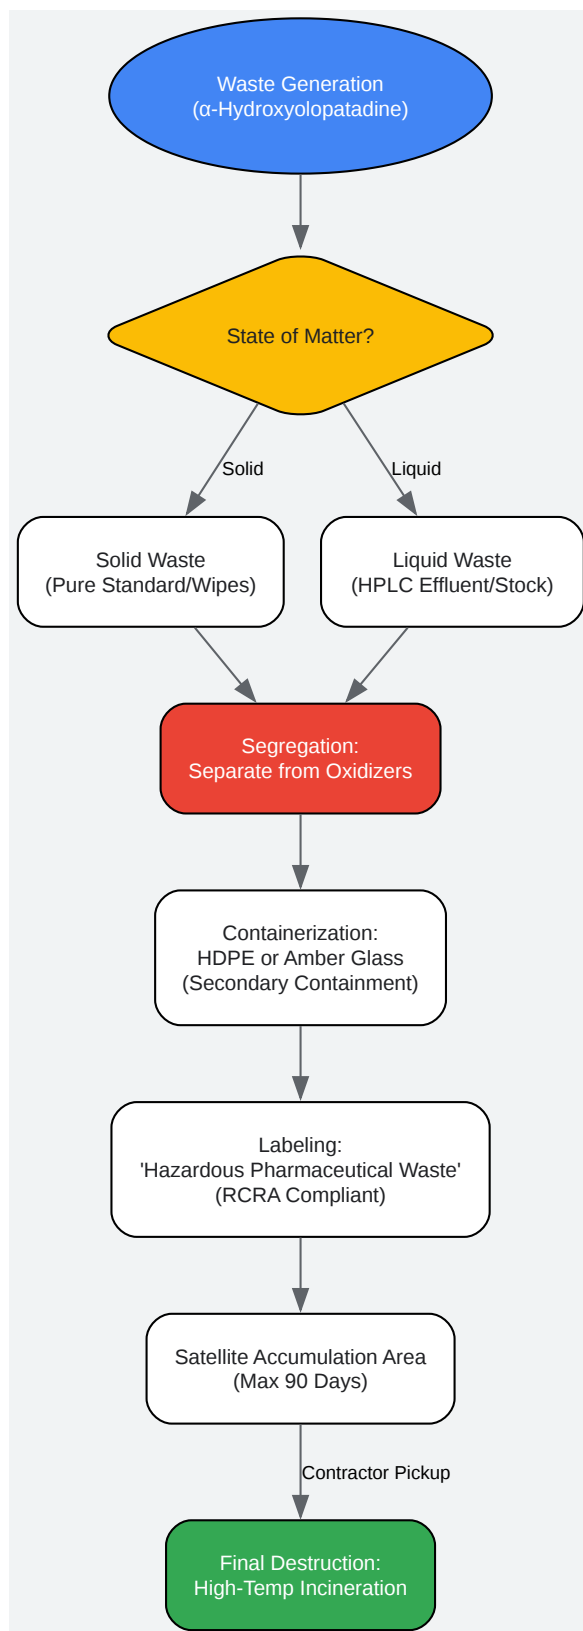 Waste Generation
(α-Hydroxyolopatadine)
State of Matter?
Solid
Liquid
Solid Waste
(Pure Standard/Wipes)
Liquid Waste
(HPLC Effluent/Stock)
Segregation:
Separate from Oxidizers
Containerization:
HDPE or Amber Glass
(Secondary Containment)
Labeling:
'Hazardous Pharmaceutical Waste'
(RCRA Compliant)
Satellite Accumulation Area
(Max 90 Days)
Contractor Pickup
Final Destruction:
High-Temp Incineration